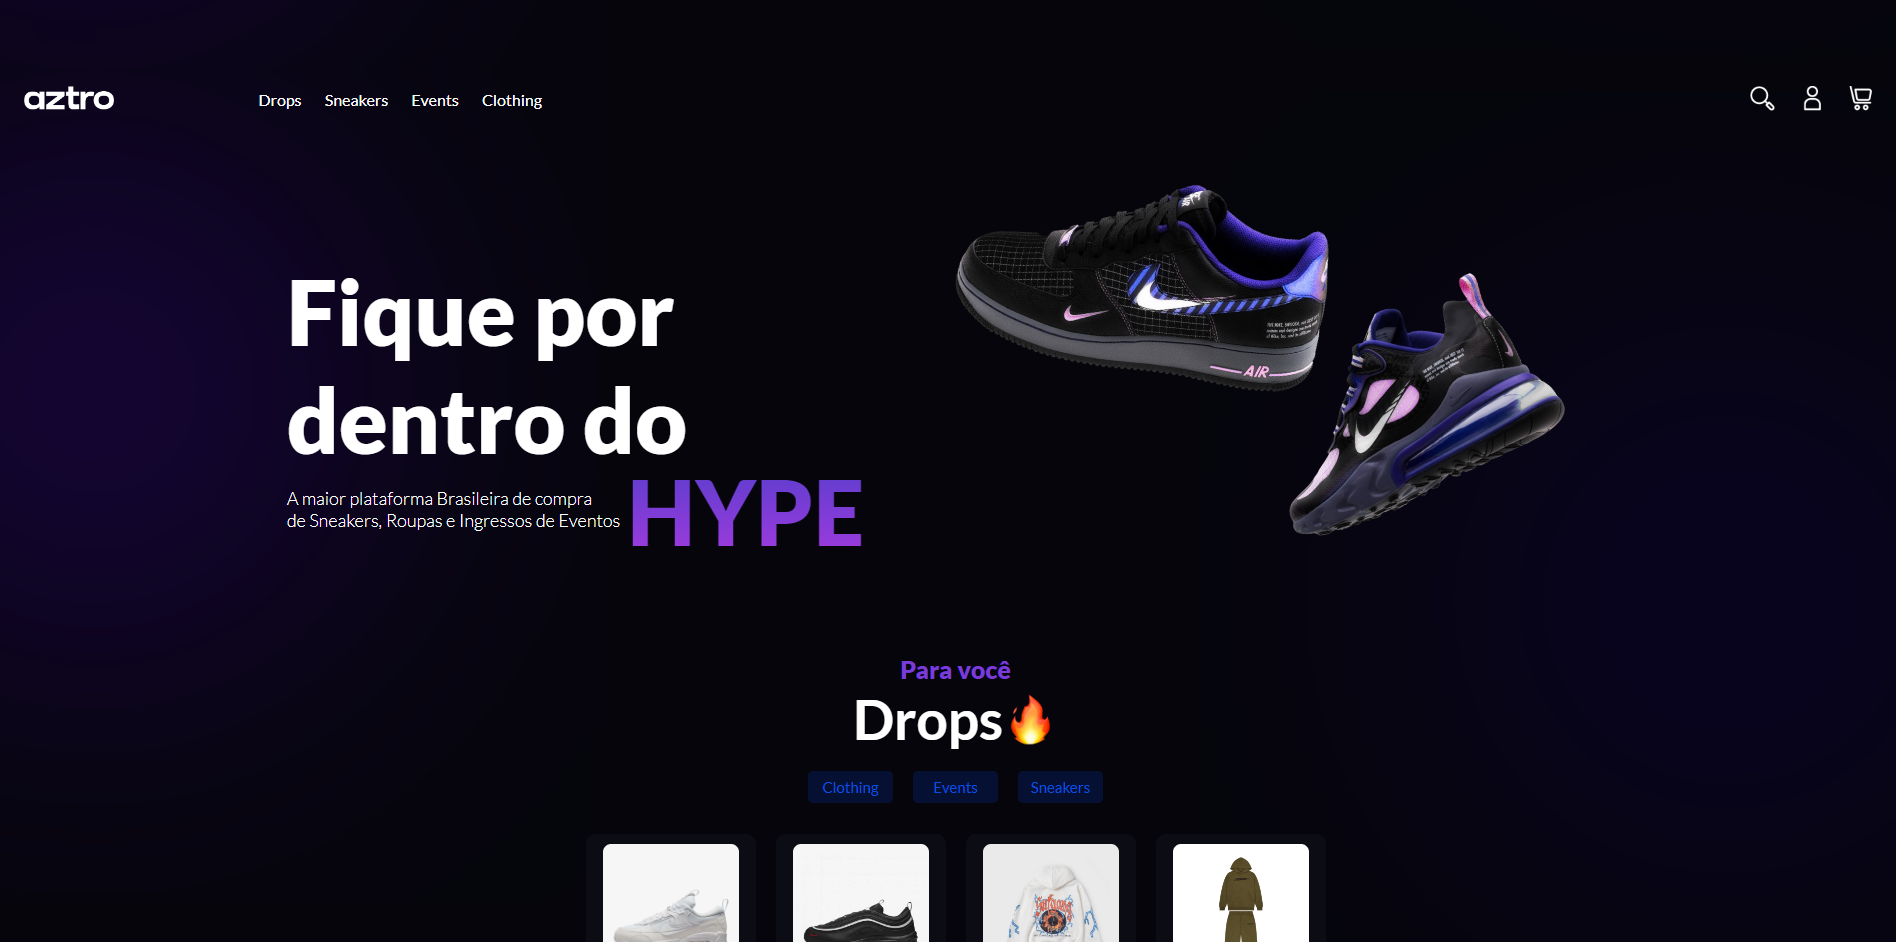 aztro
Drops Sneakers Events Clothing
Fique por
dentro do
A maior plataforma Brasileira de compra
de Sneakers, Roupas e Ingressos de Eventos
HYPE
AIR
Para você
Drops🔥
Clothing Events Sneakers